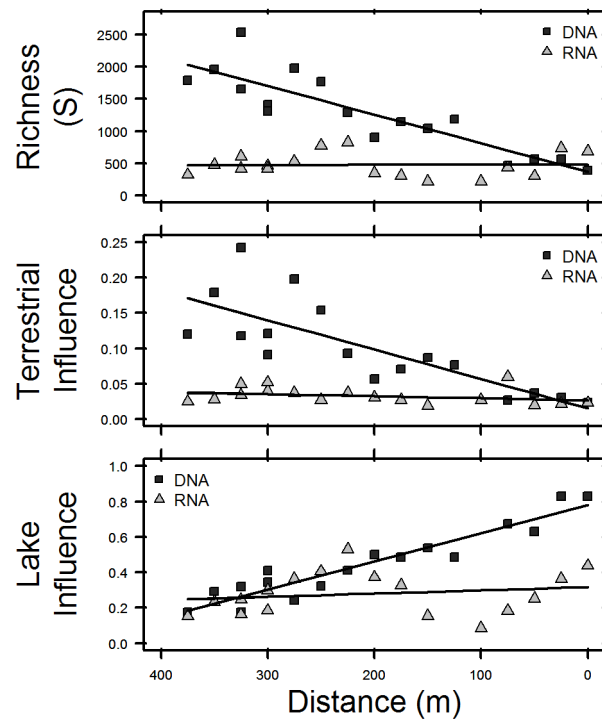 Richness
(S)
2500
2000
1500
1000
500
0
DNA
RNA
Terrestrial
Influence
0.25
0.20
0.15
0.10
0.05
0.00
DNA
RNA
Lake
Influence
1.0
0.8
0.6
0.4
0.2
0.0
DNA
RNA
400
300
200
100
0
Distance (m)